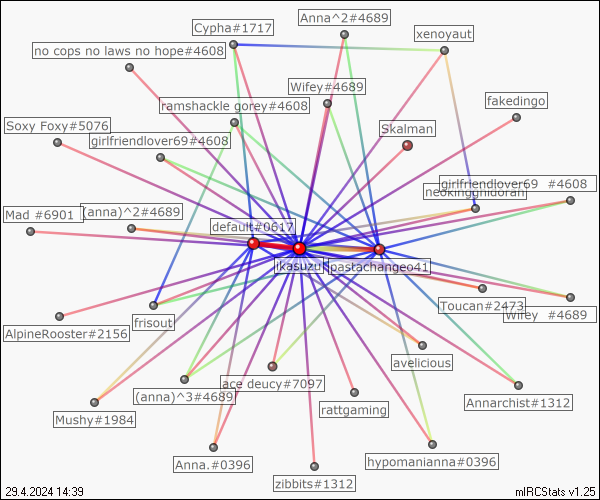 Anna^2#4689
Cypha#1717
xenoyaut
no cops no laws no hope#4608
Wifey#4689
fakedingo
ramshackle gorey#4608
Soxy Foxy#5076
Skalman
girlfriendlover69#4608
girlfriendlover69 #4608
Mad #6901
(anna)^2#4689
default#0617
ikasuzu
pastachangeo41
Toucan#2473
Wifey #4689
frisout
AlpineRooster#2156
avelicious
ace deucy#7097
(anna)^3#4689
rattgaming
Annarchist#1312
Mushy#1984
Anna.#0396
hypomanianna#0396
zibbits#1312
29.4.2024 14:39
mIRCStats v1.25